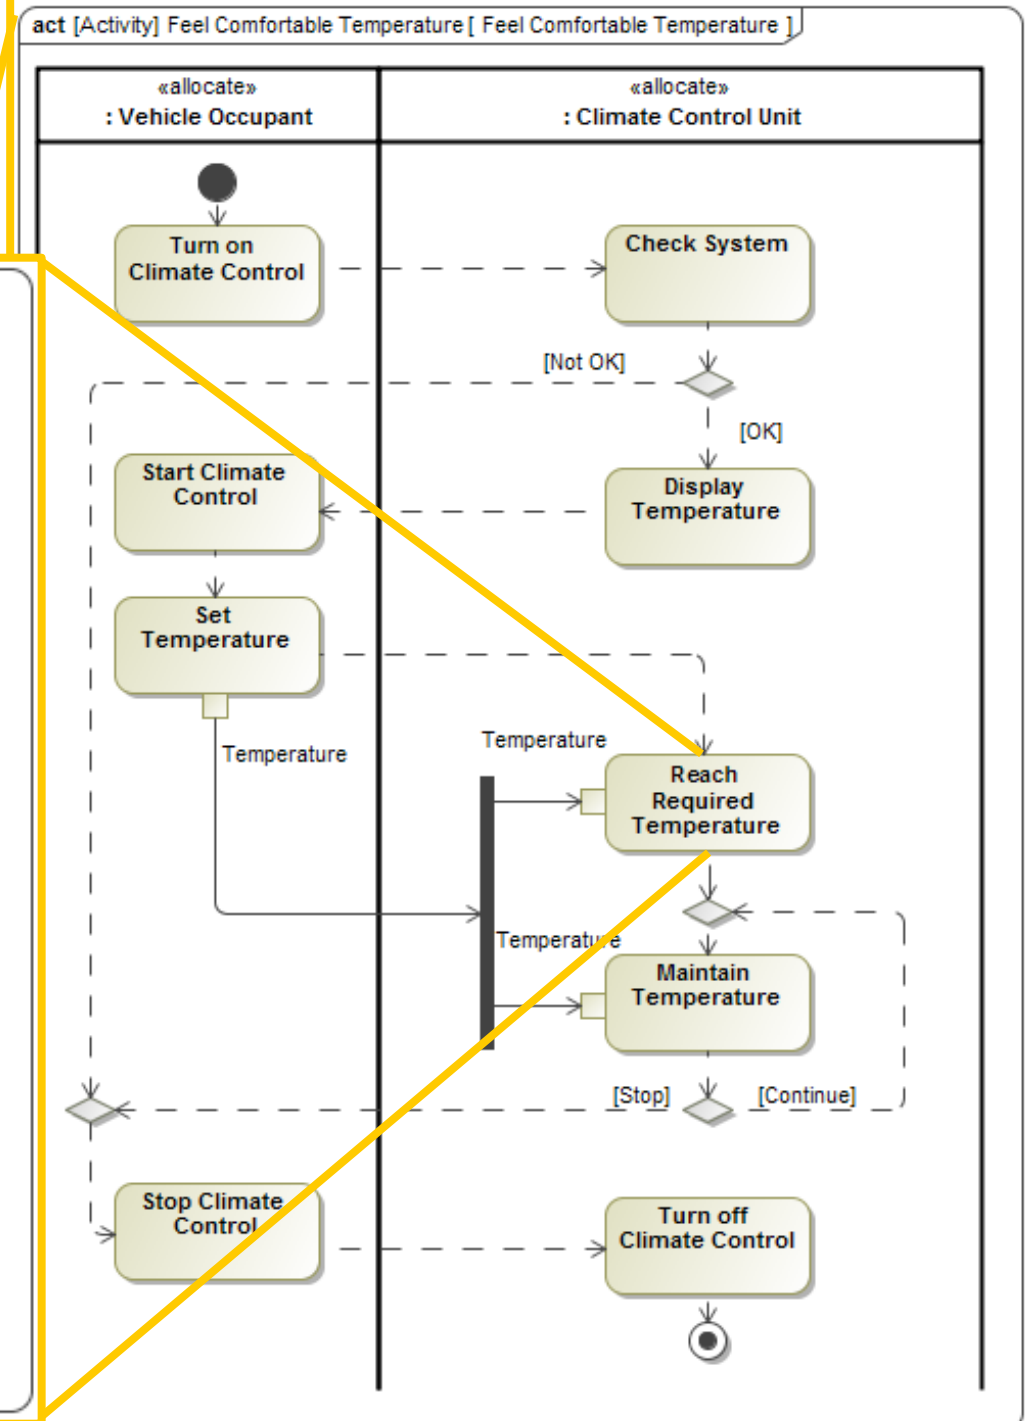 act [Activity] Feel Comfortable Temperature [ Feel Comfortable Temperature ]
«allocate»
: Vehicle Occupant
«allocate»
: Climate Control Unit
Turn on
Climate Control
Check System
[Not OK]
[OK]
Start Climate
Control
Display
Temperature
Set
Temperature
Temperature
Temperature
Reach
Required
Temperature
Temperature
Maintain
Temperature
[Stop]
[Continue]
Stop Climate
Control
Turn off
Climate Control